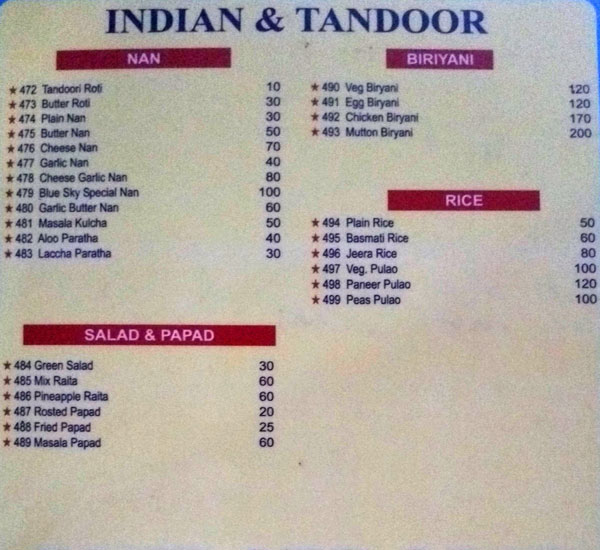 INDIAN & TANDOOR
NAN
★ 472 Tandoori Roti 10
★ 473 Butter Roti 30
★ 474 Plain Nan 30
★ 475 Butter Nan 50
★ 476 Cheese Nan 70
★ 477 Garlic Nan 40
★ 478 Cheese Garlic Nan 80
★ 479 Blue Sky Special Nan 100
★ 480 Garlic Butter Nan 60
★ 481 Masala Kulcha 50
★ 482 Aloo Paratha 40
★ 483 Laccha Paratha 30
SALAD & PAPAD
★ 484 Green Salad 30
★ 485 Mix Raita 60
★ 486 Pineapple Raita 60
★ 487 Rosted Papad 20
★ 488 Fried Papad 25
★ 489 Masala Papad 60
BIRIYANI
★ 490 Veg Biryani 120
★ 491 Egg Biryani 120
★ 492 Chicken Biryani 170
★ 493 Mutton Biryani 200
RICE
★ 494 Plain Rice 50
★ 495 Basmati Rice 60
★ 496 Jeera Rice 80
★ 497 Veg. Pulao 100
★ 498 Paneer Pulao 120
★ 499 Peas Pulao 100